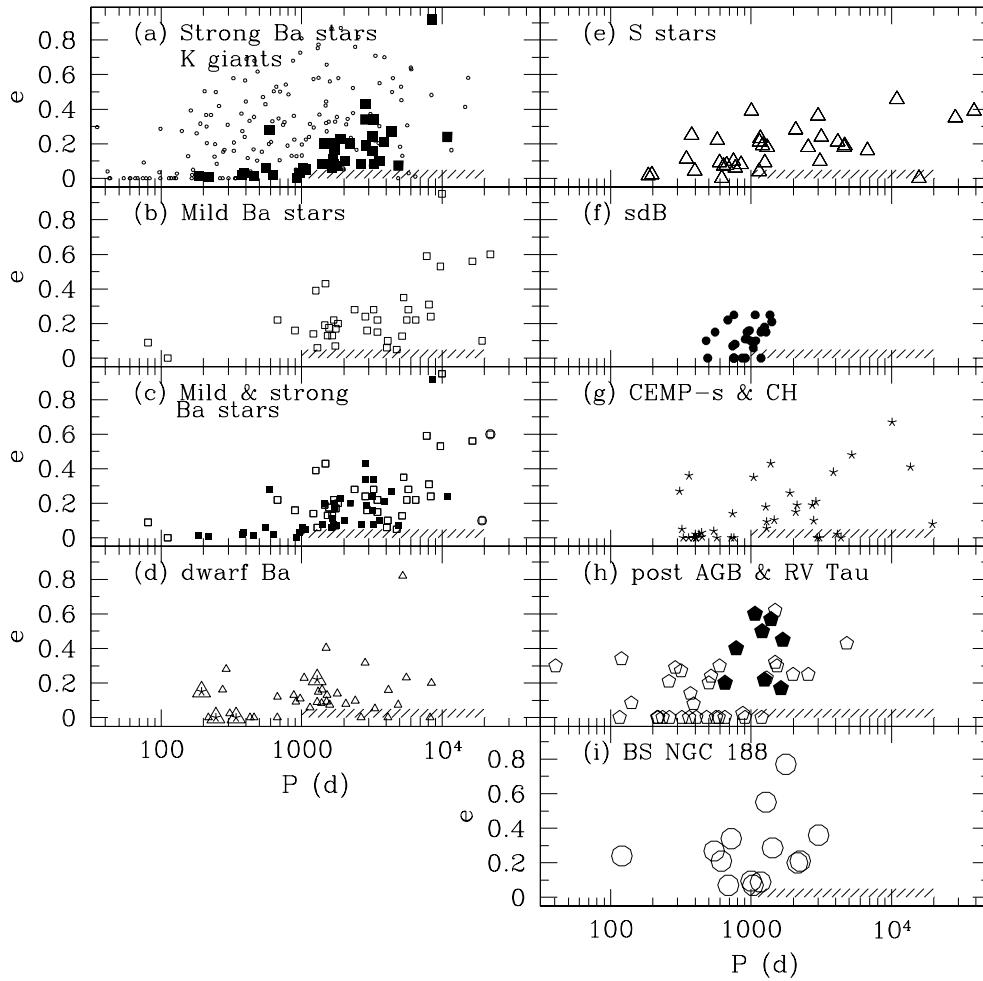 (a) Strong Ba stars
K giants
e
0.8
0.6
0.4
0.2
0
(b) Mild Ba stars
e
0.8
0.6
0.4
0.2
0
(c) Mild & strong
Ba stars
e
0.8
0.6
0.4
0.2
0
(d) dwarf Ba
e
0.8
0.6
0.4
0.2
0
100
1000
10⁴
P (d)
(e) S stars
(f) sdB
(g) CEMP-s & CH
(h) post AGB & RV Tau
(i) BS NGC 188
e
0.8
0.6
0.4
0.2
0
100
1000
10⁴
P (d)